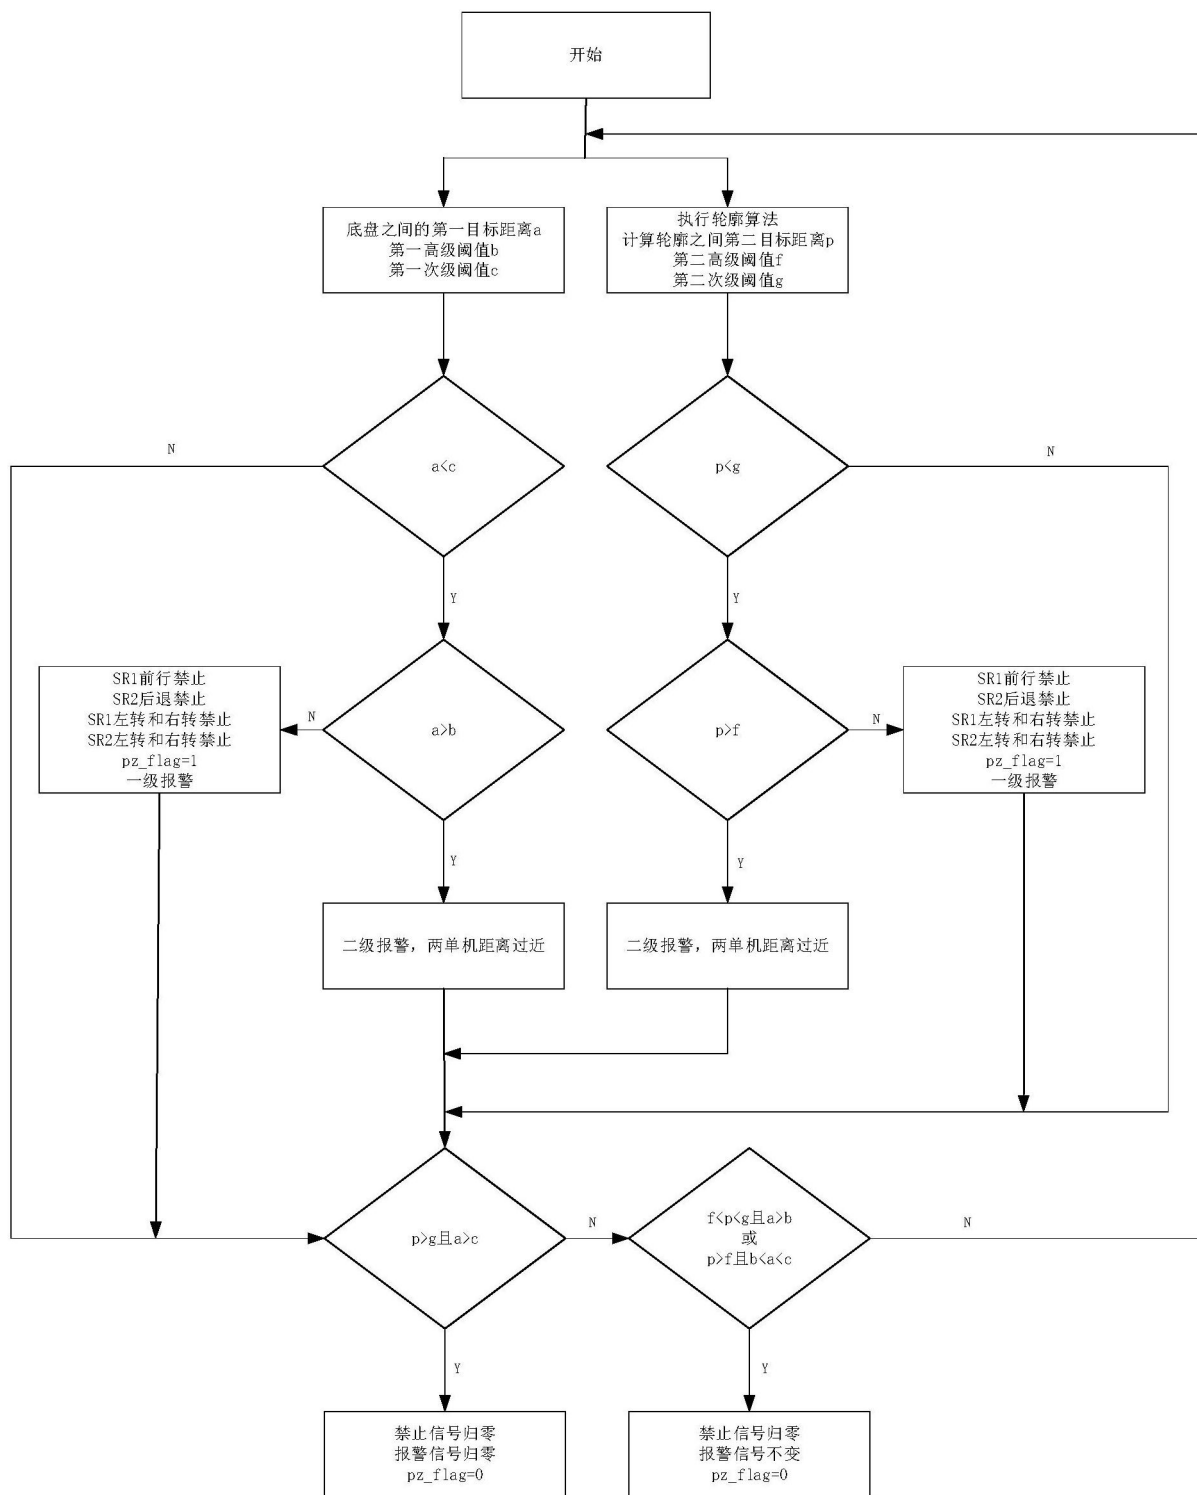 开始
底盘之间的第一目标距离a
第一高级阈值b
第一次级阈值c
执行轮廓算法
计算轮廓之间第二目标距离p
第二高级阈值f
第二次级阈值g
N
a<c
p<g
N
Y
Y
SR1前行禁止
SR2后退禁止
SR1左转和右转禁止
SR2左转和右转禁止
pz_flag=1
一级报警
N
a>b
p>f
N
SR1前行禁止
SR2后退禁止
SR1左转和右转禁止
SR2左转和右转禁止
pz_flag=1
一级报警
Y
Y
二级报警，两单机距离过近
二级报警，两单机距离过近
p>g且a>c
N
f<p<g且a>b
或
p>f且b<a<c
N
Y
Y
禁止信号归零
报警信号归零
pz_flag=0
禁止信号归零
报警信号不变
pz_flag=0